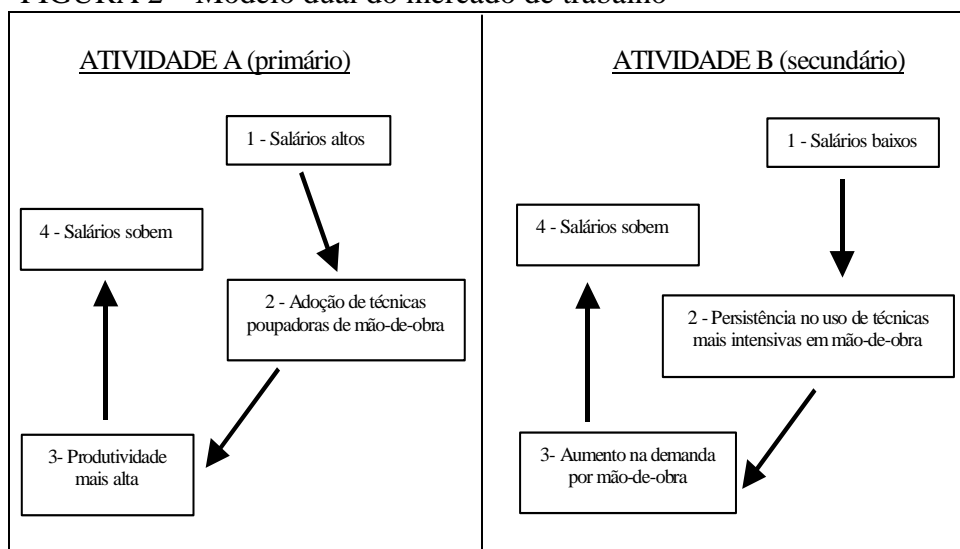 FIGURA 2 – Modelo dual do mercado de trabalho
ATIVIDADE A (primário)
1 - Salários altos
4 - Salários sobem
2 - Adoção de técnicas
poupadoras de mão-de-obra
3- Produtividade
mais alta
ATIVIDADE B (secundário)
1 - Salários baixos
4 - Salários sobem
2 - Persistência no uso de técnicas
mais intensivas em mão-de-obra
3- Aumento na demanda
por mão-de-obra